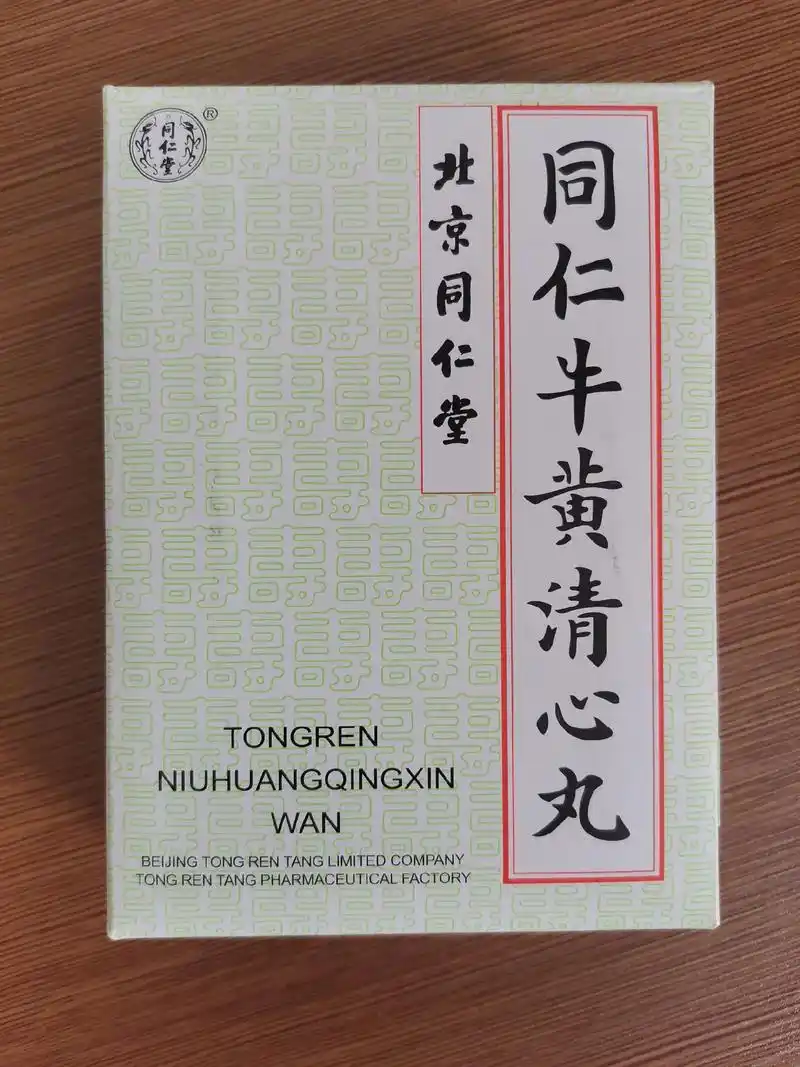 同仁堂
®
北京同仁堂
同仁牛黄清心丸
TONGREN
NIUHUANGQINGXIN
WAN
BEIJING TONG REN TANG LIMITED COMPANY
TONG REN TANG PHARMACEUTICAL FACTORY